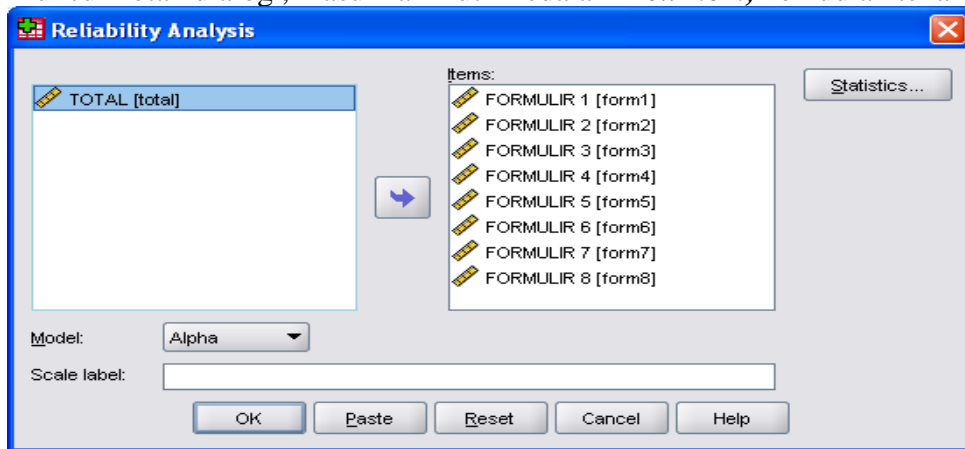 Reliability Analysis
TOTAL [total]
Items:
FORMULIR 1 [form1]
FORMULIR 2 [form2]
FORMULIR 3 [form3]
FORMULIR 4 [form4]
FORMULIR 5 [form5]
FORMULIR 6 [form6]
FORMULIR 7 [form7]
FORMULIR 8 [form8]
Statistics...
Model: Alpha
Scale label:
OK Paste Reset Cancel Help